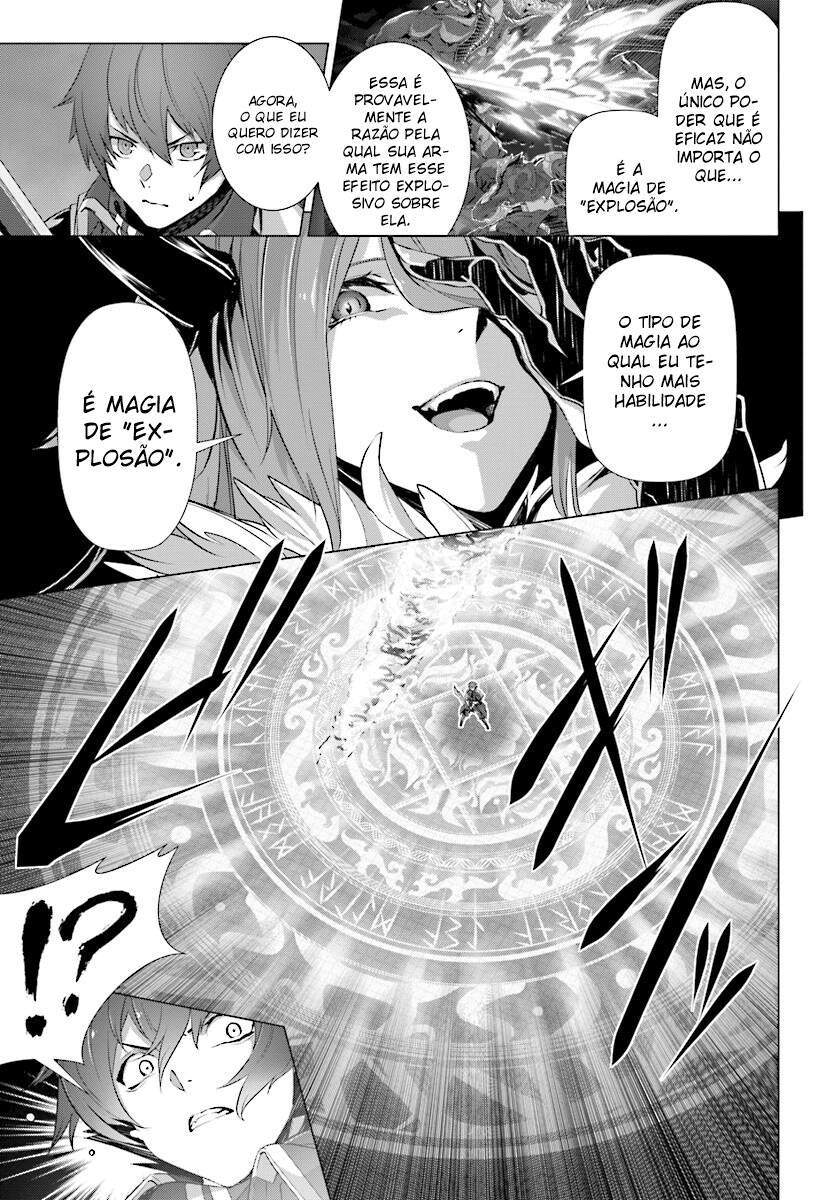 MAS, O
ÚNICO PO-
DER QUE É
EFICAZ NÃO
IMPORTA O
QUE...
É A
MAGIA DE
"EXPLOSÃO".
ESSA É
PROVAVEL-
MENTE A
RAZÃO PELA
QUAL SUA AR-
MA TEM ESSE
EFEITO EXPLO-
SIVO SOBRE
ELA.
AGORA,
O QUE EU
QUERO DIZER
COM ISSO?
O TIPO DE
MAGIA AO
QUAL EU TE-
NHO MAIS
HABILIDADE
...
É MAGIA
DE "EX-
PLOSÃO".
!?